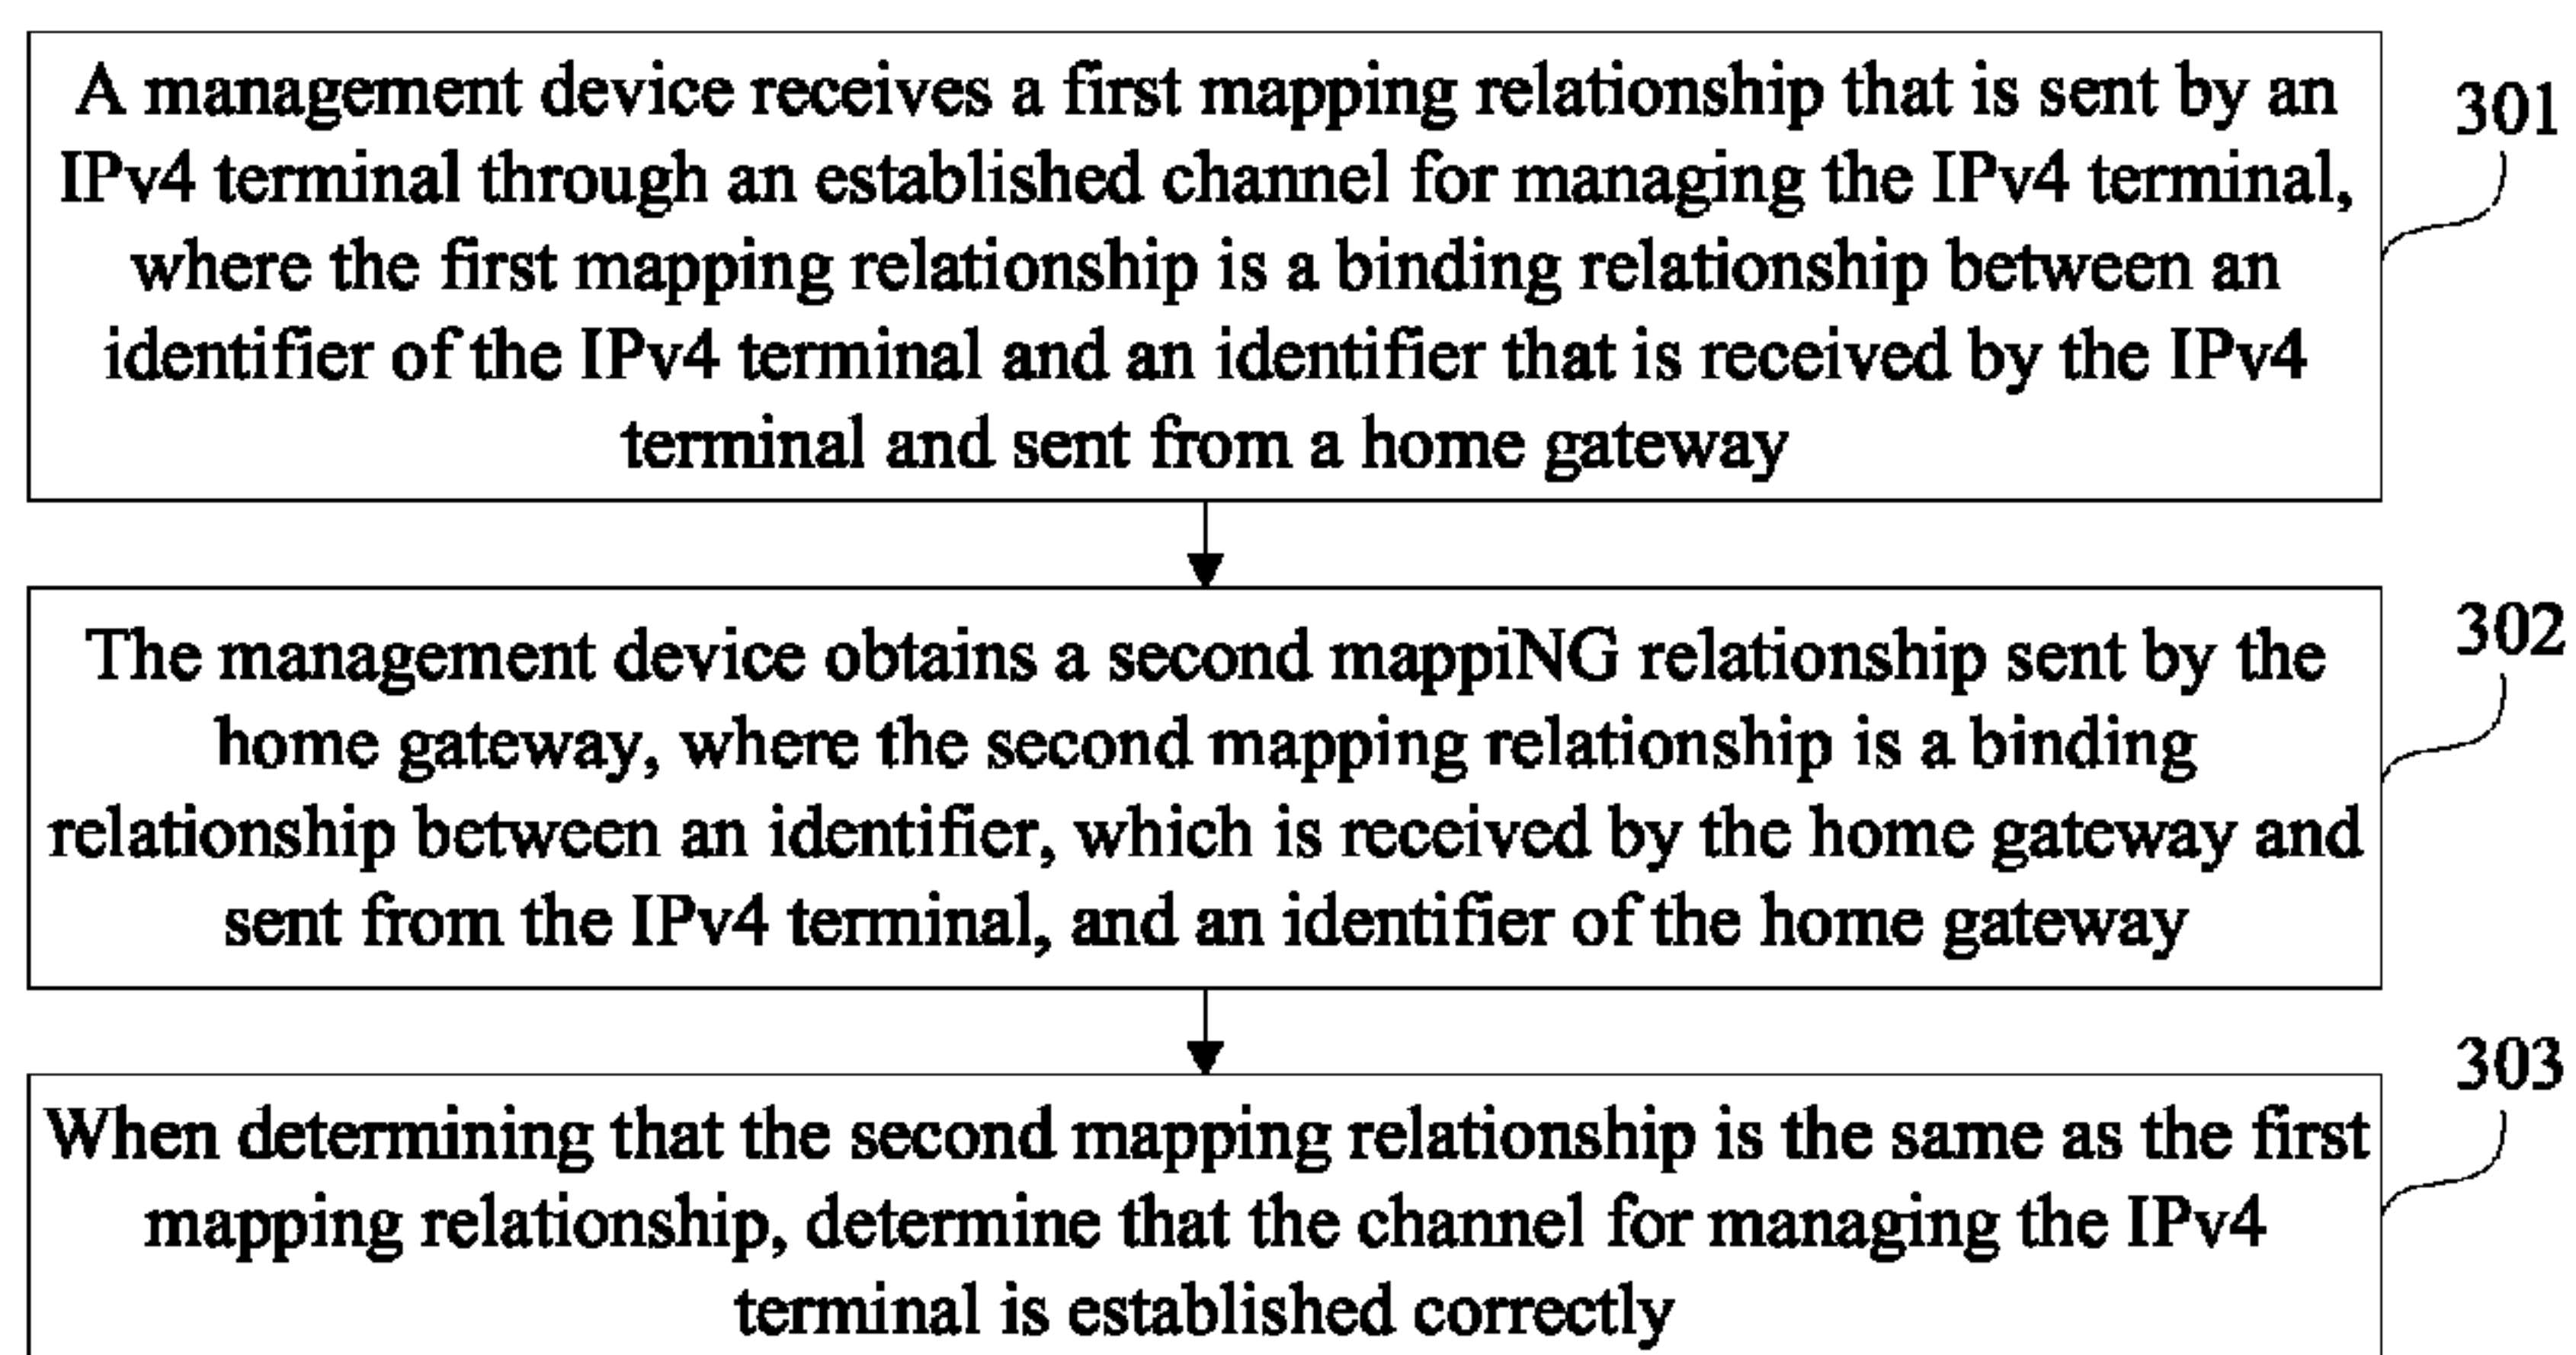 A management device receives a first mapping relationship that is sent by an
IPv4 terminal through an established channel for managing the IPv4 terminal,
where the first mapping relationship is a binding relationship between an
identifier of the IPv4 terminal and an identifier that is received by the IPv4
terminal and sent from a home gateway
301
The management device obtains a second mappiNG relationship sent by the
home gateway, where the second mapping relationship is a binding
relationship between an identifier, which is received by the home gateway and
sent from the IPv4 terminal, and an identifier of the home gateway
302
When determining that the second mapping relationship is the same as the first
mapping relationship, determine that the channel for managing the IPv4
terminal is established correctly
303